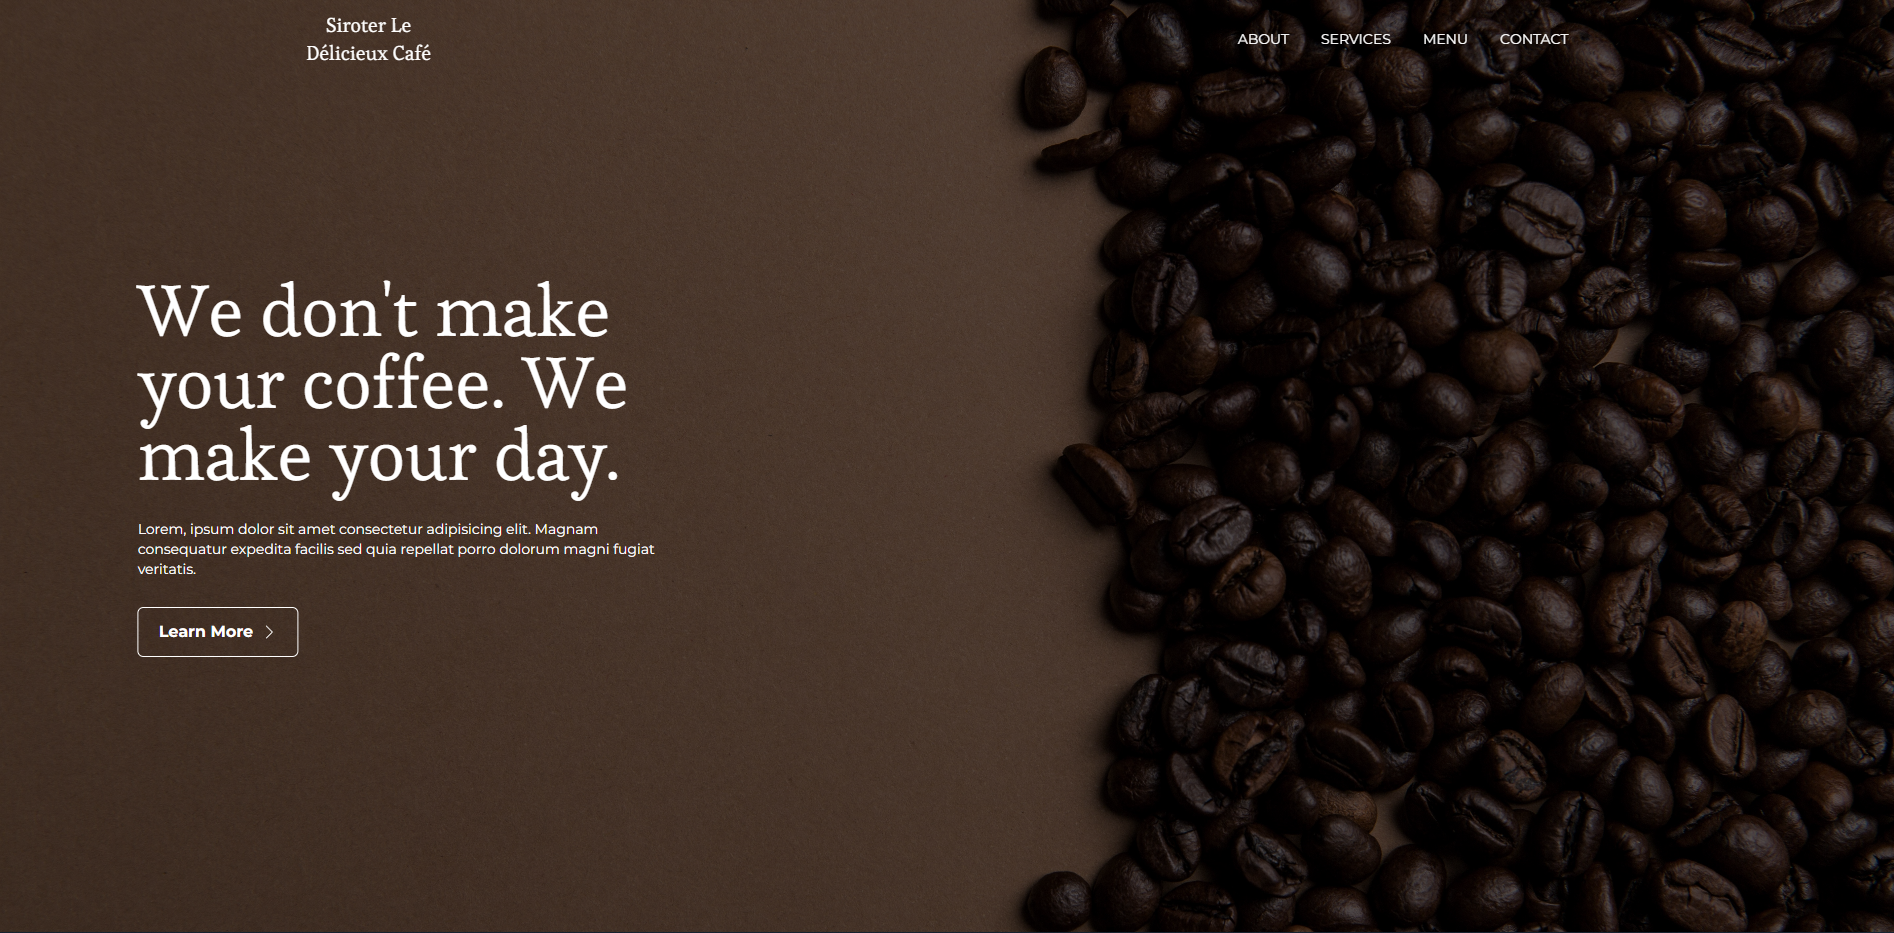 Siroter Le
Délicieux Café
ABOUT SERVICES MENU CONTACT
We don't make
your coffee. We
make your day.
Lorem, ipsum dolor sit amet consectetur adipisicing elit. Magnam
consequatur expedita facilis sed quia repellat porro dolorum magni fugiat
veritatis.
Learn More